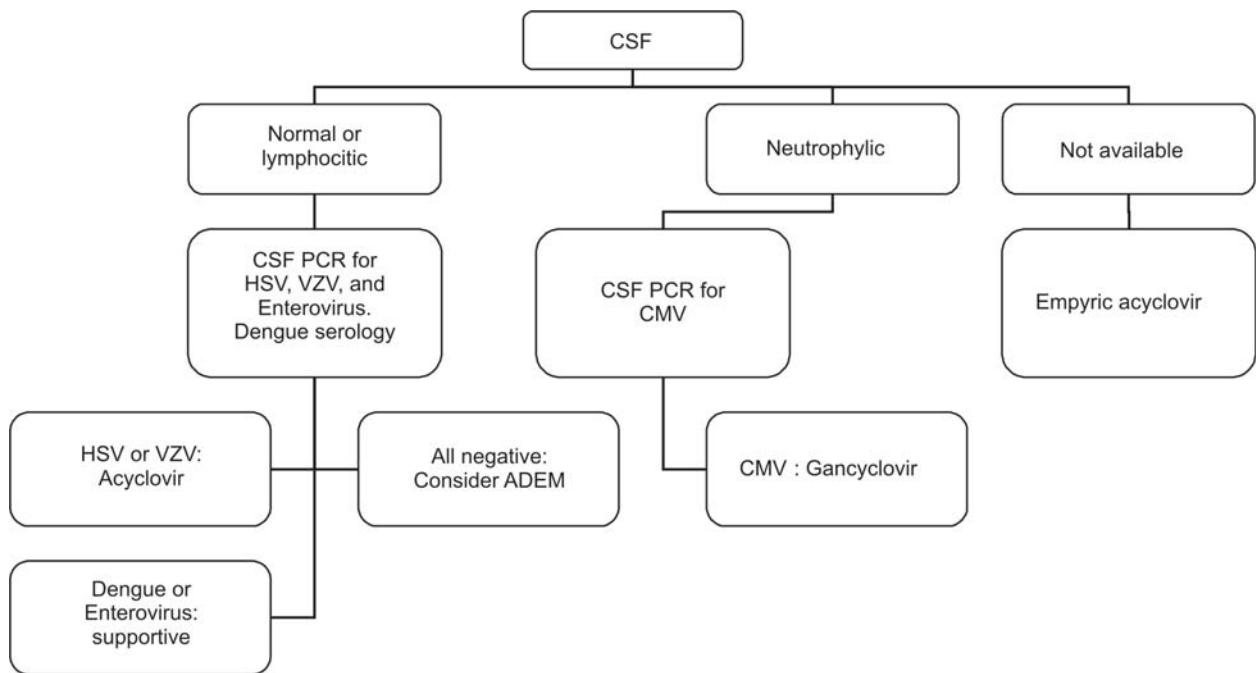 CSF
Normal or
lymphocitic
Neutrophylic
Not available
CSF PCR for
HSV, VZV, and
Enterovirus.
Dengue serology
CSF PCR for
CMV
Empyric acyclovir
HSV or VZV:
Acyclovir
All negative:
Consider ADEM
CMV : Gancyclovir
Dengue or
Enterovirus:
supportive